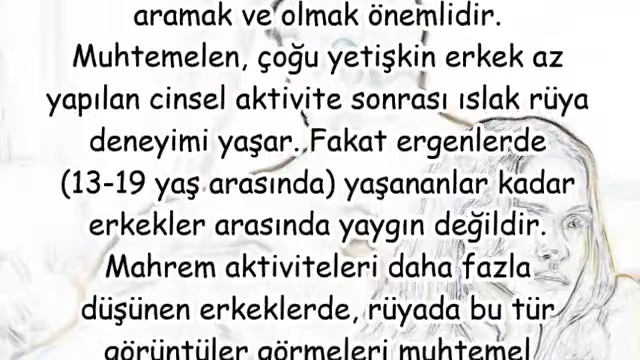 aramak ve olmak önemlidir.
Muhtemelen, çoğu yetişkin erkek az
yapılan cinsel aktivite sonrası ıslak rüya
deneyimi yaşar. Fakat ergenlerde
(13-19 yaş arasında) yaşananlar kadar
erkekler arasında yaygın değildir.
Mahrem aktiviteleri daha fazla
düşünen erkeklerde, rüyada bu tür
görüntüler görmeleri muhtemel